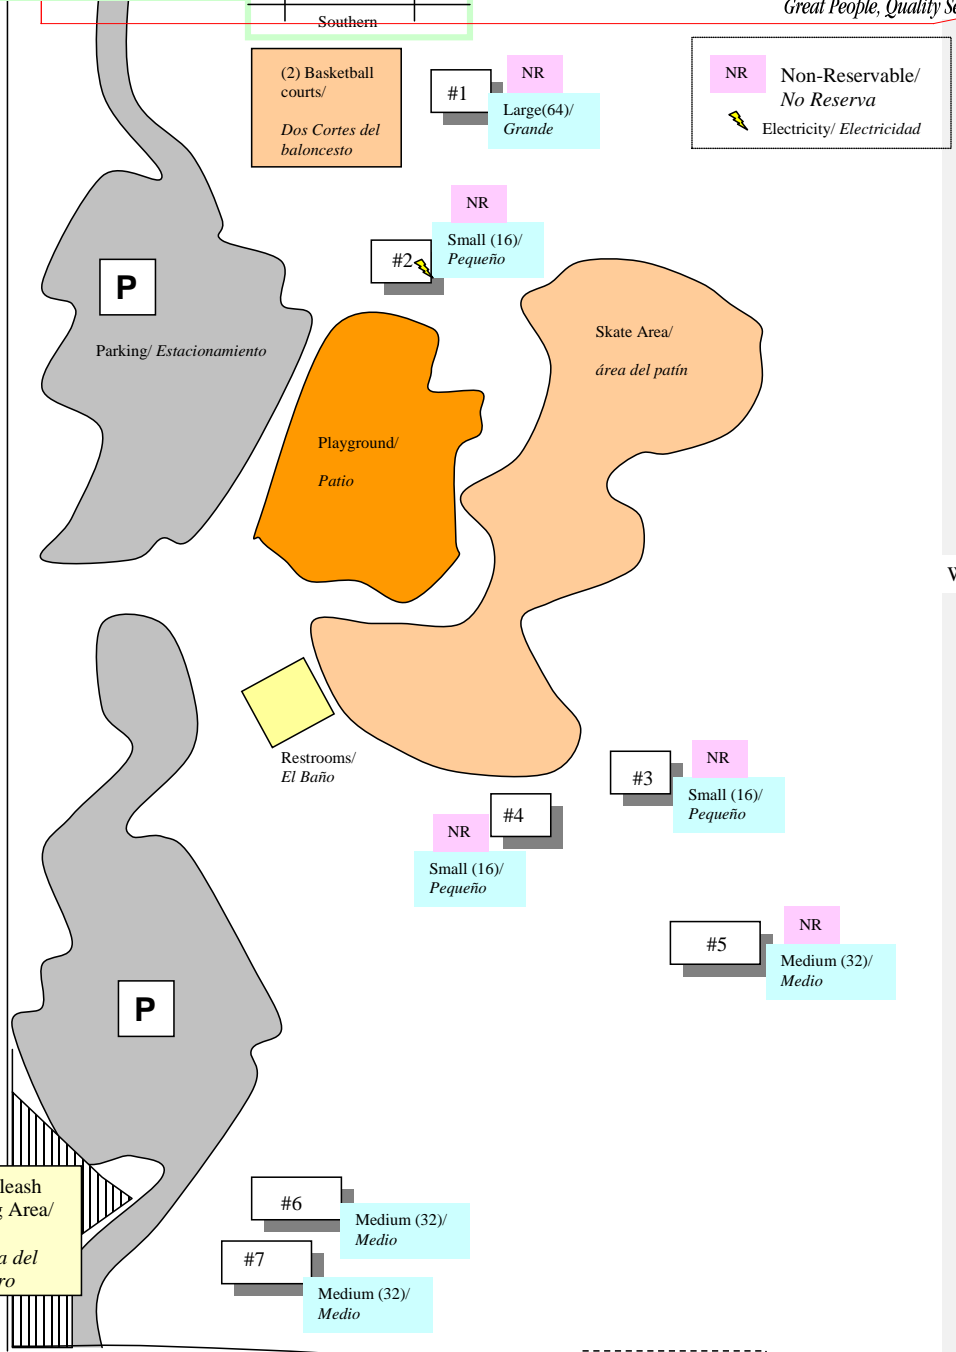 Great People, Quality Se
Southern
(2) Basketball
courts/
Dos Cortes del
baloncesto
#1
NR
Large(64)/
Grande
NR
Non-Reservable/
No Reserva
Electricity/ Electricidad
NR
Small (16)/
Pequeño
#2
P
Parking/ Estacionamiento
Skate Area/
área del patín
Playground/
Patio
W
Restrooms/
El Baño
#3
NR
Small (16)/
Pequeño
#4
NR
Small (16)/
Pequeño
#5
NR
Medium (32)/
Medio
P
leash
g Area/
a del
ro
#6
Medium (32)/
Medio
#7
Medium (32)/
Medio